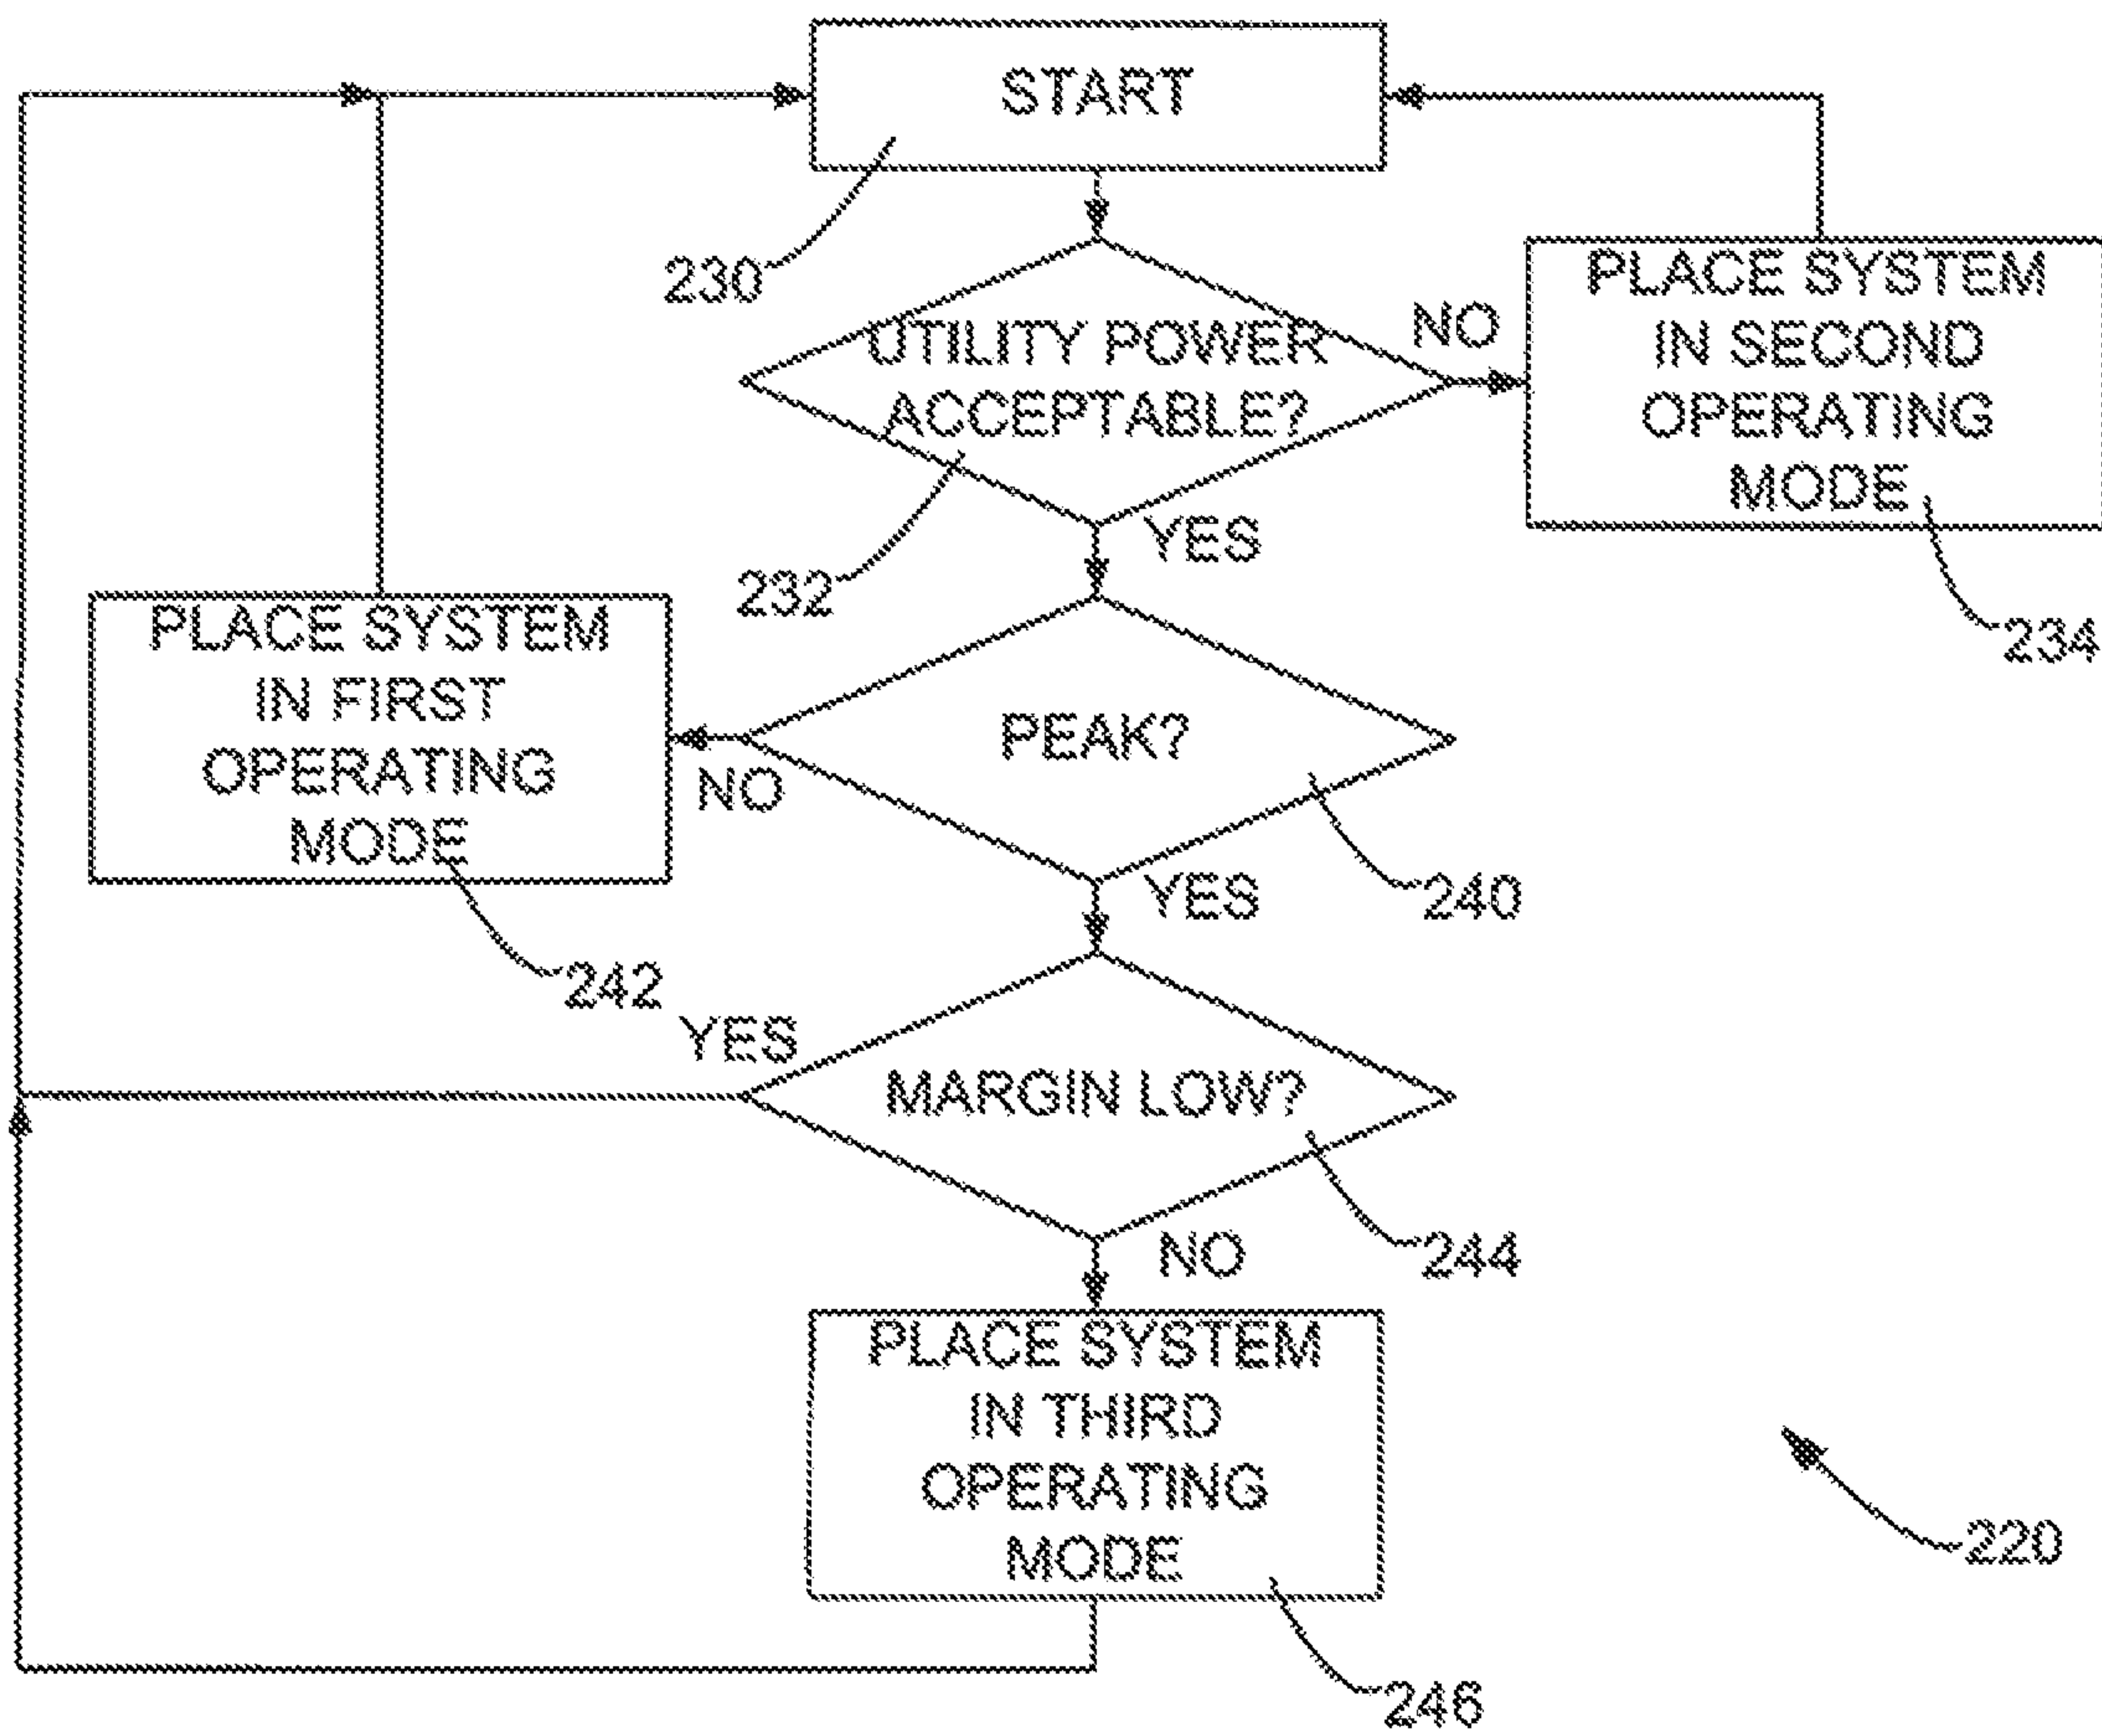 START
230
UTILITY POWER
ACCEPTABLE?
232
NO
PLACE SYSTEM
IN SECOND
OPERATING
MODE
234
YES
PEAK?
240
NO
PLACE SYSTEM
IN FIRST
OPERATING
MODE
242
YES
MARGIN LOW?
244
YES
NO
PLACE SYSTEM
IN THIRD
OPERATING
MODE
246
220